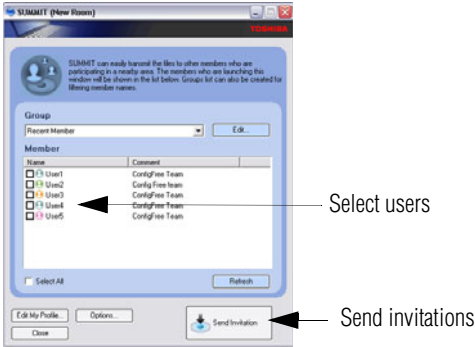 SUMMIT (New Room)
TOSHIBA
SUMMIT can easily transmit the files to other members who are
participating in a nearby area. The members who are launching this
window will be shown in the list below. Groups list can also be created for
filtering member names.
Group
Recent Member
Edit...
Member
Name Comment
User1 ConfigFree Team
User2 Config Free team
User3 ConfigFree Team
User4 ConfigFree Team
User5 ConfigFree Team
Select users
Select All
Refresh
Edit My Profile... Options...
Send Invitation
Send invitations
Close